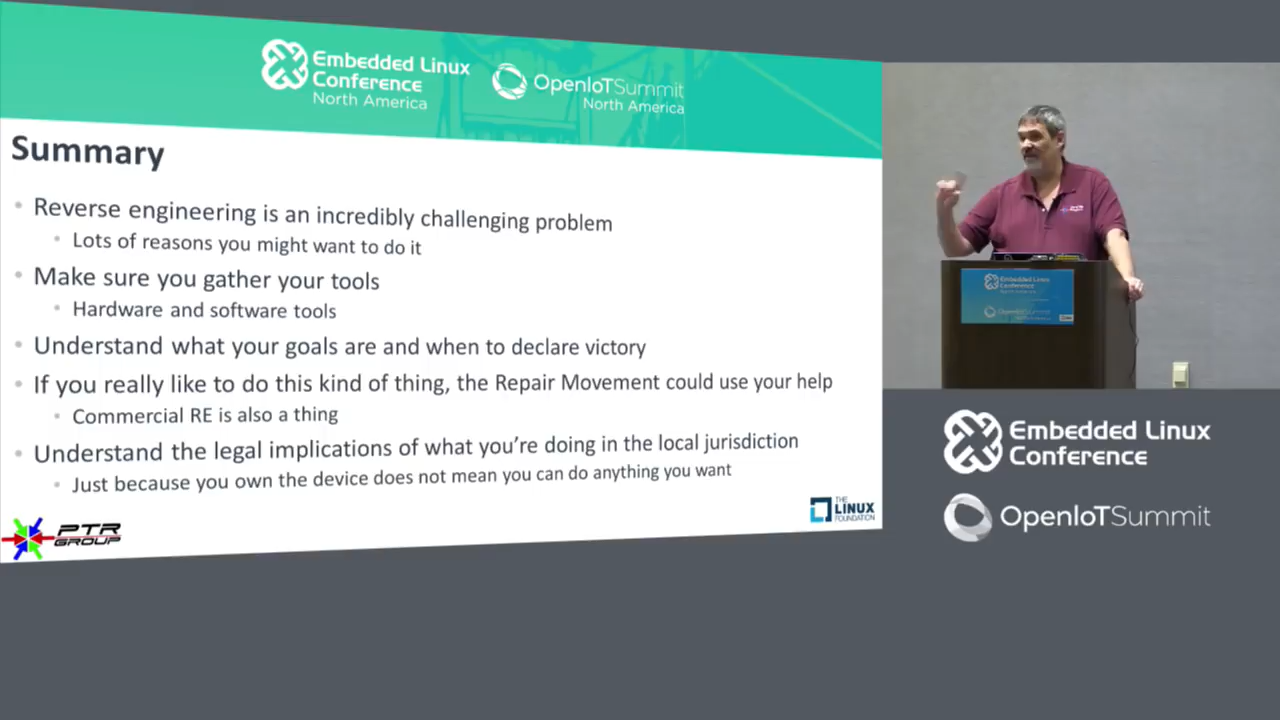 Embedded Linux
Conference
North America
OpenIoTSummit
North America
Summary
Reverse engineering is an incredibly challenging problem
Lots of reasons you might want to do it
Make sure you gather your tools
Hardware and software tools
Understand what your goals are and when to declare victory
If you really like to do this kind of thing, the Repair Movement could use your help
Commercial RE is also a thing
Understand the legal implications of what you’re doing in the local jurisdiction
Just because you own the device does not mean you can do anything you want
PTR
GROUP
THE
LINUX
FOUNDATION
Embedded Linux
Conference
OpenIoTSummit
Embedded Linux
Conference
OpenIoTSummit